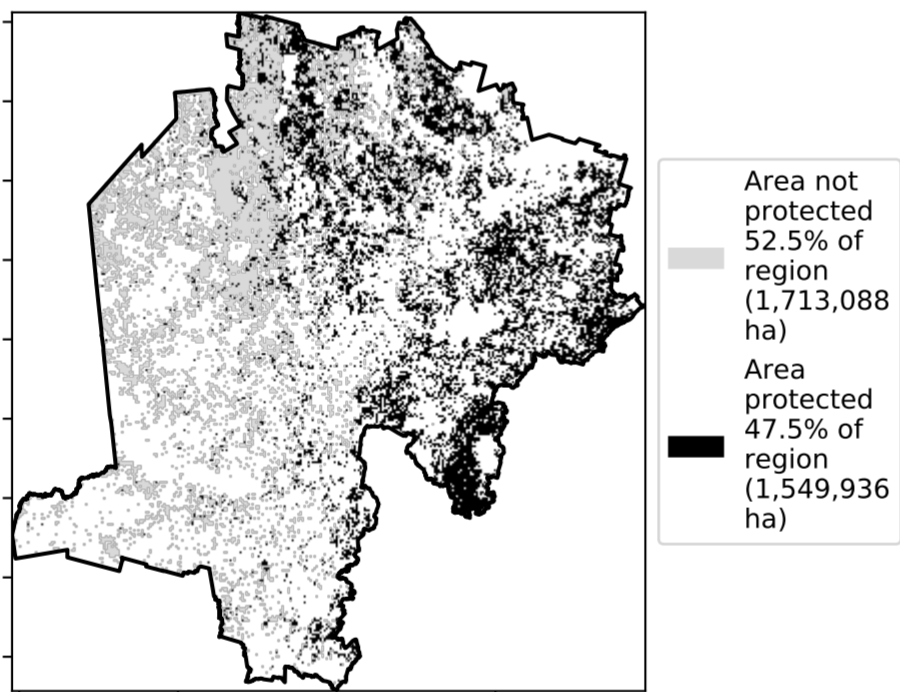 Area not
protected
52.5% of
region
(1,713,088
ha)
Area
protected
47.5% of
region
(1,549,936
ha)